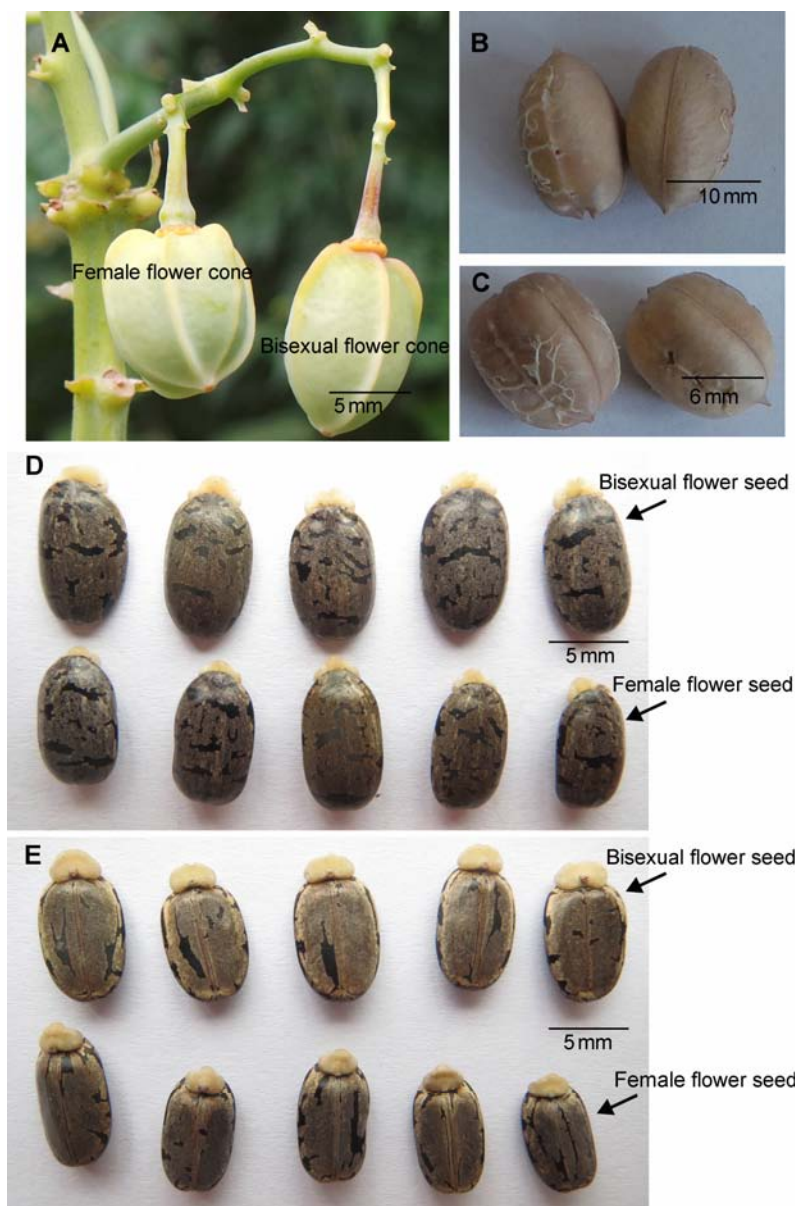 A
Female flower cone
Bisexual flower cone
5 mm
B
10 mm
C
6 mm
D
Bisexual flower seed
5 mm
Female flower seed
E
Bisexual flower seed
5 mm
Female flower seed